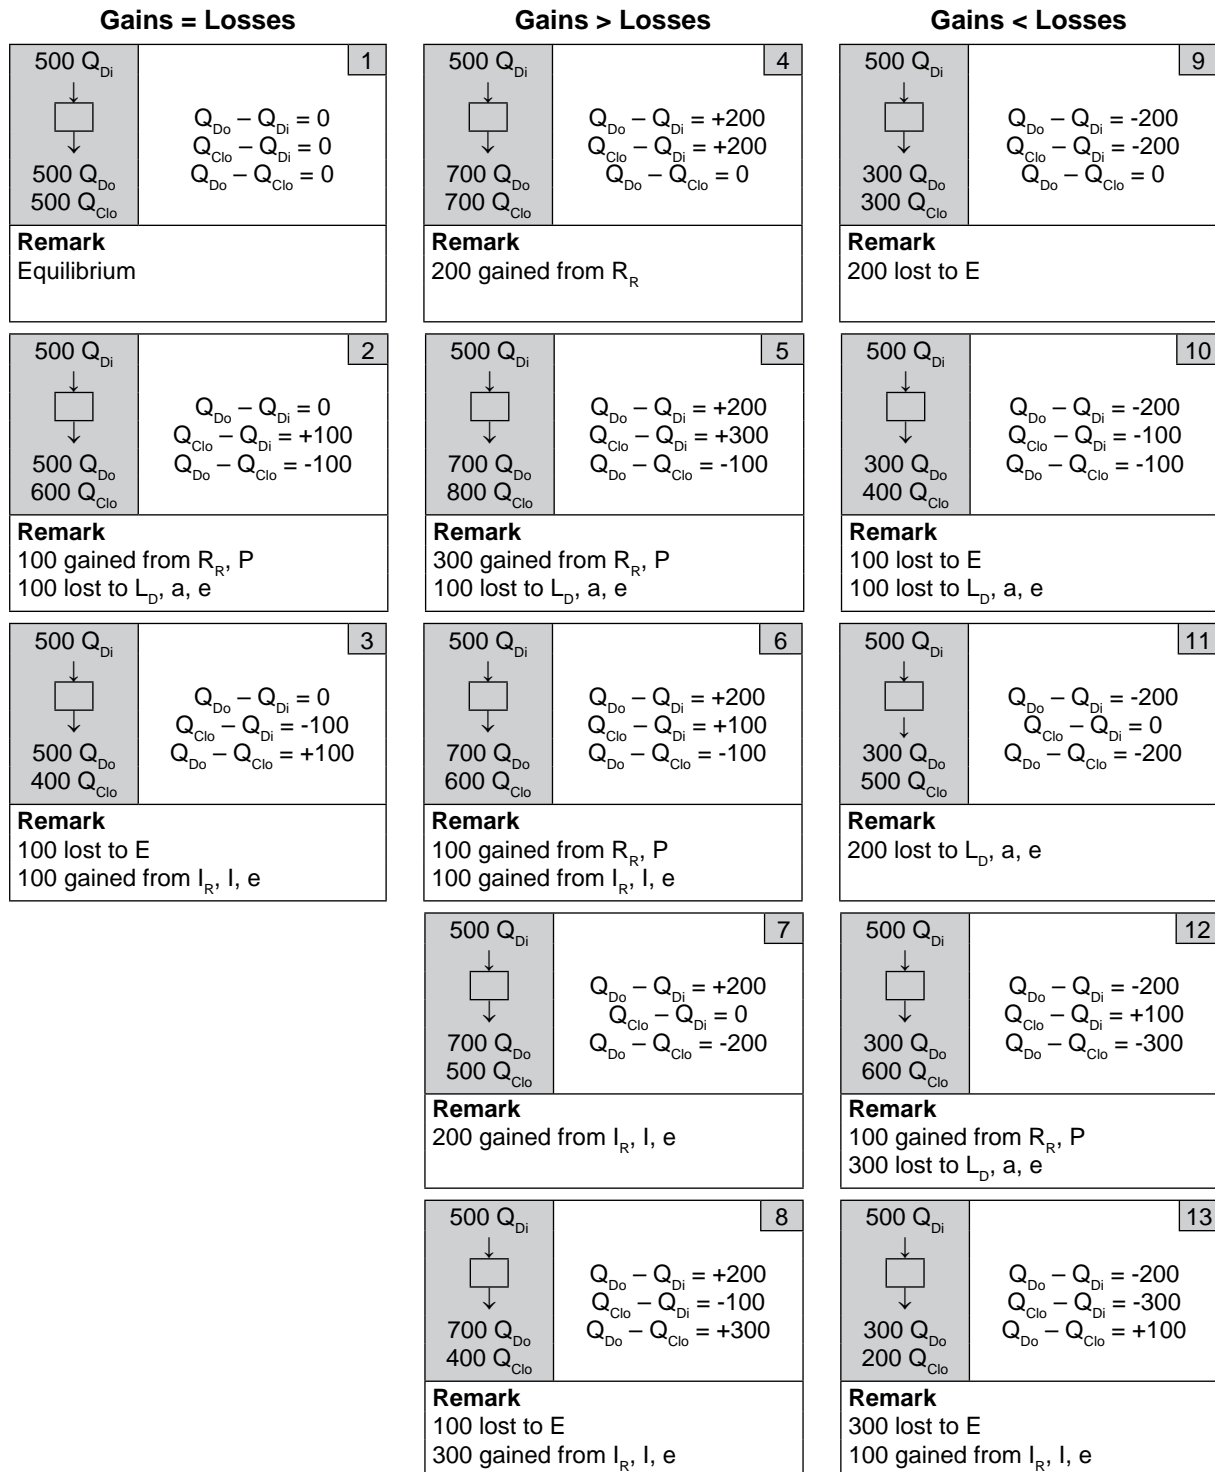 Gains = Losses
1
500 Q_Di
500 Q_Do
500 Q_Clo
Q_Do – Q_Di = 0
Q_Clo – Q_Di = 0
Q_Do – Q_Clo = 0
Remark
Equilibrium
2
500 Q_Di
500 Q_Do
600 Q_Clo
Q_Do – Q_Di = 0
Q_Clo – Q_Di = +100
Q_Do – Q_Clo = -100
Remark
100 gained from R_R, P
100 lost to L_D, a, e
3
500 Q_Di
500 Q_Do
400 Q_Clo
Q_Do – Q_Di = 0
Q_Clo – Q_Di = -100
Q_Do – Q_Clo = +100
Remark
100 lost to E
100 gained from I_R, I, e
Gains > Losses
4
500 Q_Di
700 Q_Do
700 Q_Clo
Q_Do – Q_Di = +200
Q_Clo – Q_Di = +200
Q_Do – Q_Clo = 0
Remark
200 gained from R_R
5
500 Q_Di
700 Q_Do
800 Q_Clo
Q_Do – Q_Di = +200
Q_Clo – Q_Di = +300
Q_Do – Q_Clo = -100
Remark
300 gained from R_R, P
100 lost to L_D, a, e
6
500 Q_Di
700 Q_Do
600 Q_Clo
Q_Do – Q_Di = +200
Q_Clo – Q_Di = +100
Q_Do – Q_Clo = -100
Remark
100 gained from R_R, P
100 gained from I_R, I, e
7
500 Q_Di
700 Q_Do
500 Q_Clo
Q_Do – Q_Di = +200
Q_Clo – Q_Di = 0
Q_Do – Q_Clo = -200
Remark
200 gained from I_R, I, e
8
500 Q_Di
700 Q_Do
400 Q_Clo
Q_Do – Q_Di = +200
Q_Clo – Q_Di = -100
Q_Do – Q_Clo = +300
Remark
100 lost to E
300 gained from I_R, I, e
Gains < Losses
9
500 Q_Di
300 Q_Do
300 Q_Clo
Q_Do – Q_Di = -200
Q_Clo – Q_Di = -200
Q_Do – Q_Clo = 0
Remark
200 lost to E
10
500 Q_Di
300 Q_Do
400 Q_Clo
Q_Do – Q_Di = -200
Q_Clo – Q_Di = -100
Q_Do – Q_Clo = -100
Remark
100 lost to E
100 lost to L_D, a, e
11
500 Q_Di
300 Q_Do
500 Q_Clo
Q_Do – Q_Di = -200
Q_Clo – Q_Di = 0
Q_Do – Q_Clo = -200
Remark
200 lost to L_D, a, e
12
500 Q_Di
300 Q_Do
600 Q_Clo
Q_Do – Q_Di = -200
Q_Clo – Q_Di = +100
Q_Do – Q_Clo = -300
Remark
100 gained from R_R, P
300 lost to L_D, a, e
13
500 Q_Di
300 Q_Do
200 Q_Clo
Q_Do – Q_Di = -200
Q_Clo – Q_Di = -300
Q_Do – Q_Clo = +100
Remark
300 lost to E
100 gained from I_R, I, e